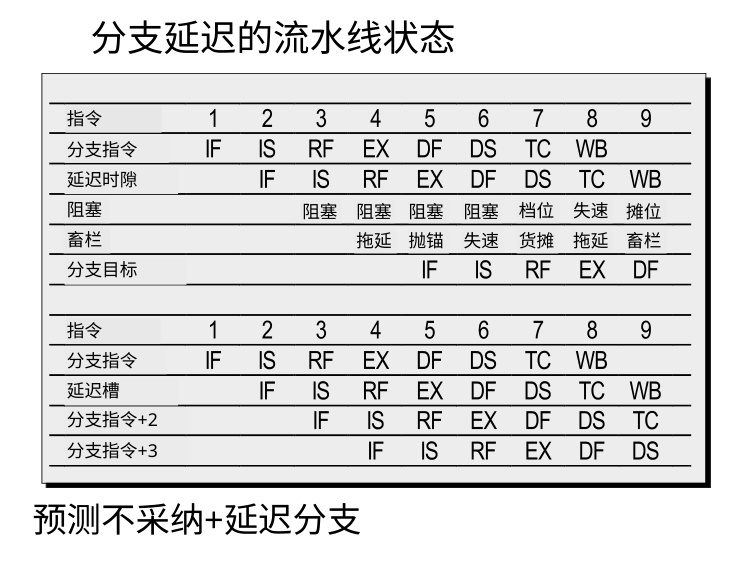 分支延迟的流水线状态
指令 1 2 3 4 5 6 7 8 9
分支指令 IF IS RF EX DF DS TC WB
延迟时隙 IF IS RF EX DF DS TC WB
阻塞 阻塞 阻塞 阻塞 阻塞 档位 失速 摊位
畜栏 拖延 抛锚 失速 货摊 拖延 畜栏
分支目标 IF IS RF EX DF
指令 1 2 3 4 5 6 7 8 9
分支指令 IF IS RF EX DF DS TC WB
延迟槽 IF IS RF EX DF DS TC WB
分支指令+2 IF IS RF EX DF DS TC
分支指令+3 IF IS RF EX DF DS
预测不采纳+延迟分支